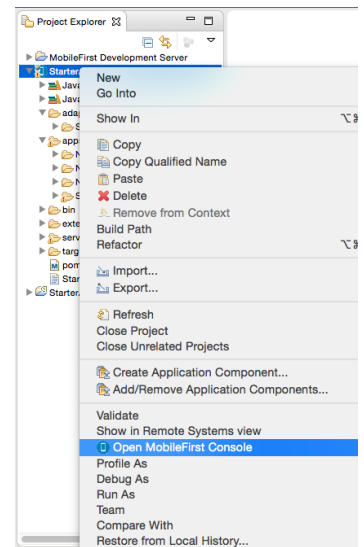 Project Explorer
MobileFirst Development Server
Starter
Java
Java
adap
S
apps
N
N
N
S
bin
exte
serv
targ
pom
Star
StarterA
New
Go Into
Show In
Copy
Copy Qualified Name
Paste
Delete
Remove from Context
Build Path
Refactor
Import...
Export...
Refresh
Close Project
Close Unrelated Projects
Create Application Component...
Add/Remove Application Components...
Validate
Show in Remote Systems view
Open MobileFirst Console
Profile As
Debug As
Run As
Team
Compare With
Restore from Local History...